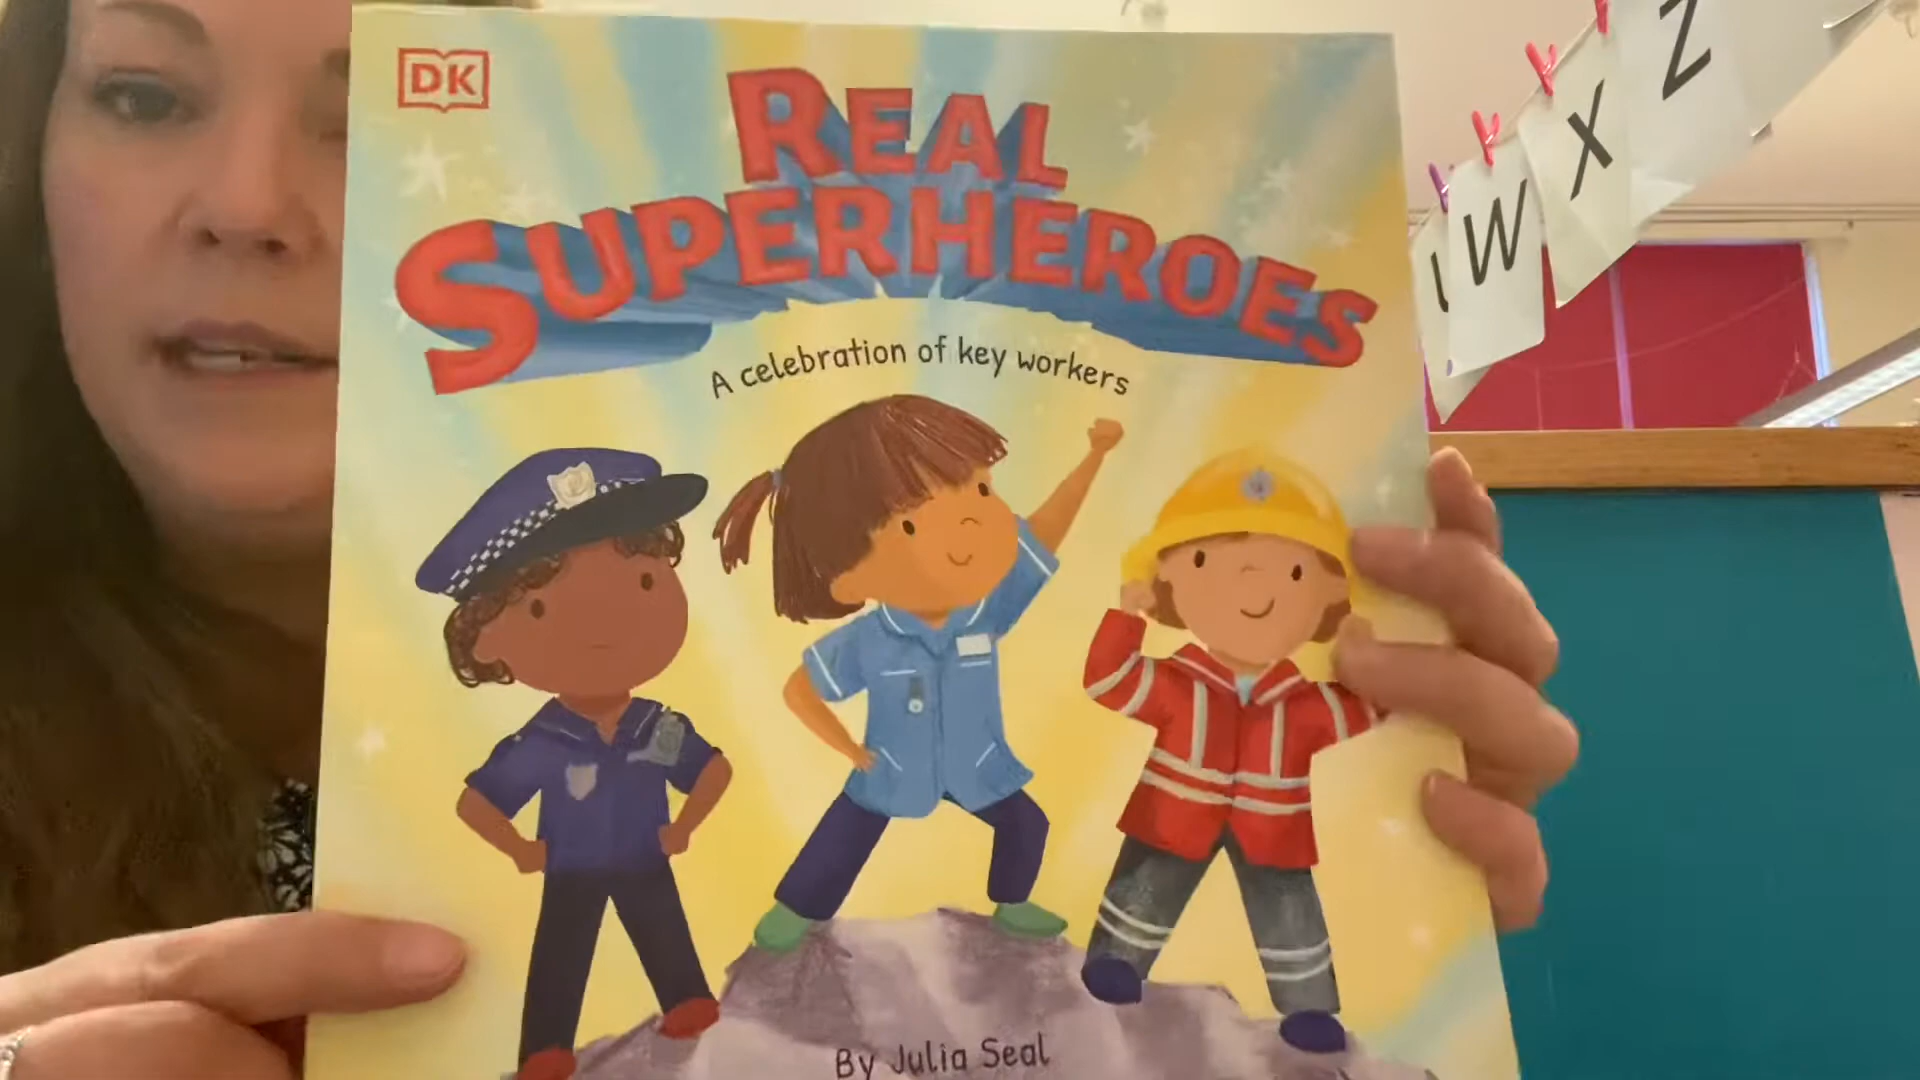 DK
REAL
SUPERHEROES
A celebration of key workers
By Julia Seal
W
X
Z